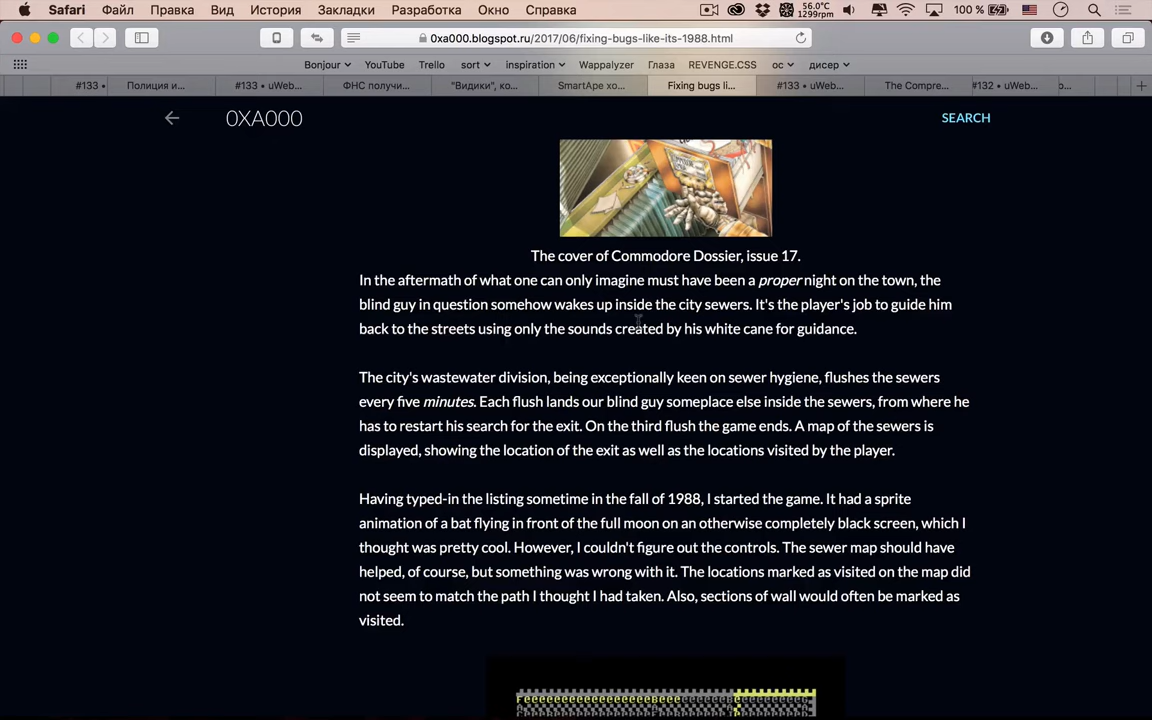 Safari Файл Правка Вид История Закладки Разработка Окно Справка 56.0°C 1299rpm 100 %
0xa000.blogspot.ru/2017/06/fixing-bugs-like-its-1988.html
Bonjour YouTube Trello sort inspiration Wappalyzer Глаза REVENGE.CSS ос дисер
#133 • Полиция и... #133 • uWeb... ФНС получи... "Видики", ко... SmartApe хо... Fixing bugs li... #133 • uWeb... The Compre... #132 • uWeb...
0XA000 SEARCH
The cover of Commodore Dossier, issue 17.
In the aftermath of what one can only imagine must have been a proper night on the town, the
blind guy in question somehow wakes up inside the city sewers. It's the player's job to guide him
back to the streets using only the sounds created by his white cane for guidance.
The city's wastewater division, being exceptionally keen on sewer hygiene, flushes the sewers
every five minutes. Each flush lands our blind guy someplace else inside the sewers, from where he
has to restart his search for the exit. On the third flush the game ends. A map of the sewers is
displayed, showing the location of the exit as well as the locations visited by the player.
Having typed-in the listing sometime in the fall of 1988, I started the game. It had a sprite
animation of a bat flying in front of the full moon on an otherwise completely black screen, which I
thought was pretty cool. However, I couldn't figure out the controls. The sewer map should have
helped, of course, but something was wrong with it. The locations marked as visited on the map did
not seem to match the path I thought I had taken. Also, sections of wall would often be marked as
visited.